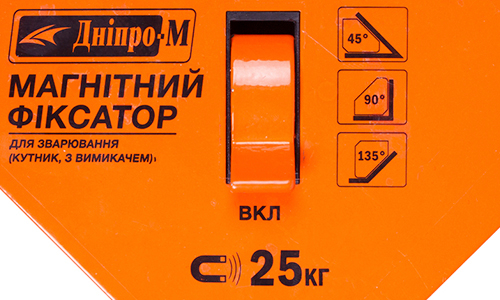 Дніпро-М
МАГНІТНИЙ
ФІКСАТОР
ДЛЯ ЗВАРЮВАННЯ
(КУТНИК, З ВИМИКАЧЕМ)
45°
90°
135°
ВКЛ
25кг